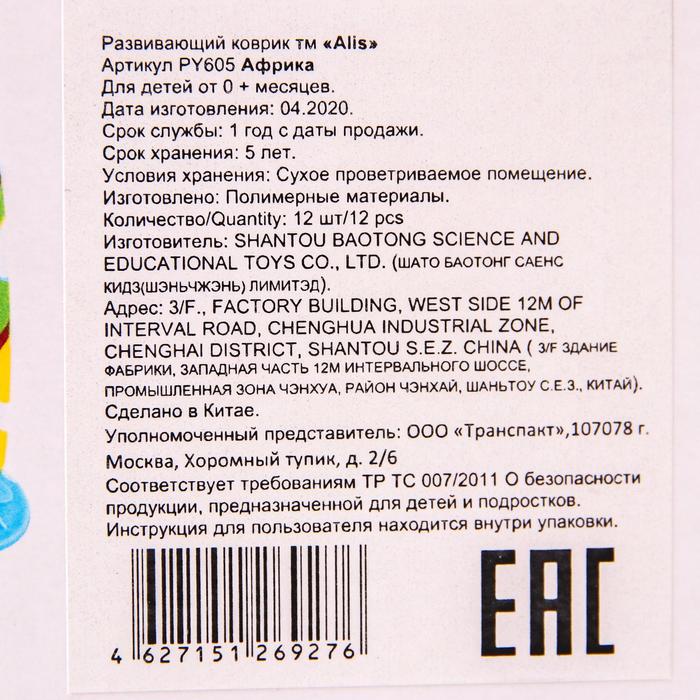 Развивающий коврик тм «Alis»
Артикул PY605 Африка
Для детей от 0 + месяцев.
Дата изготовления: 04.2020.
Срок службы: 1 год с даты продажи.
Срок хранения: 5 лет.
Условия хранения: Сухое проветриваемое помещение.
Изготовлено: Полимерные материалы.
Количество/Quantity: 12 шт/12 pcs
Изготовитель: SHANTOU BAOTONG SCIENCE AND
EDUCATIONAL TOYS CO., LTD. (ШАТО БАОТОНГ САЕНС
КИДЗ(ШЭНЬЧЖЭНЬ) ЛИМИТЭД).
Адрес: 3/F., FACTORY BUILDING, WEST SIDE 12M OF
INTERVAL ROAD, CHENGHUA INDUSTRIAL ZONE,
CHENGHAI DISTRICT, SHANTOU S.E.Z. CHINA ( 3/F ЗДАНИЕ
ФАБРИКИ, ЗАПАДНАЯ ЧАСТЬ 12М ИНТЕРВАЛЬНОГО ШОССЕ,
ПРОМЫШЛЕННАЯ ЗОНА ЧЭНХУА, РАЙОН ЧЭНХАЙ, ШАНЬТОУ С.Е.З., КИТАЙ).
Сделано в Китае.
Уполномоченный представитель: ООО «Транспакт»,107078 г.
Москва, Хоромный тупик, д. 2/6
Соответствует требованиям ТР ТС 007/2011 О безопасности
продукции, предназначенной для детей и подростков.
Инструкция для пользователя находится внутри упаковки.
4 627151 269276
EAC